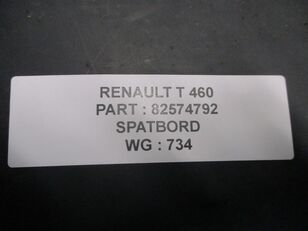 RENAULT T 460
PART : 82574792
SPATBORD
WG : 734